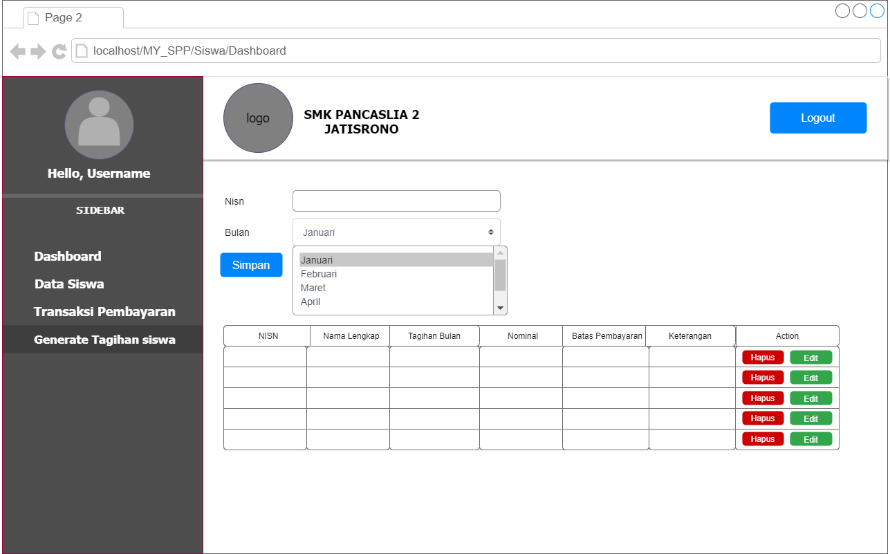 Page 2
localhost/MY_SPP/Siswa/Dashboard
Hello, Username
SIDEBAR
Dashboard
Data Siswa
Transaksi Pembayaran
Generate Tagihan siswa
logo
SMK PANCASLIA 2
JATISRONO
Logout
Nisn
Bulan
Januari
Simpan
Januari
Februari
Maret
April
NISN Nama Lengkap Tagihan Bulan Nominal Batas Pembayaran Keterangan Action
Hapus Edit
Hapus Edit
Hapus Edit
Hapus Edit
Hapus Edit